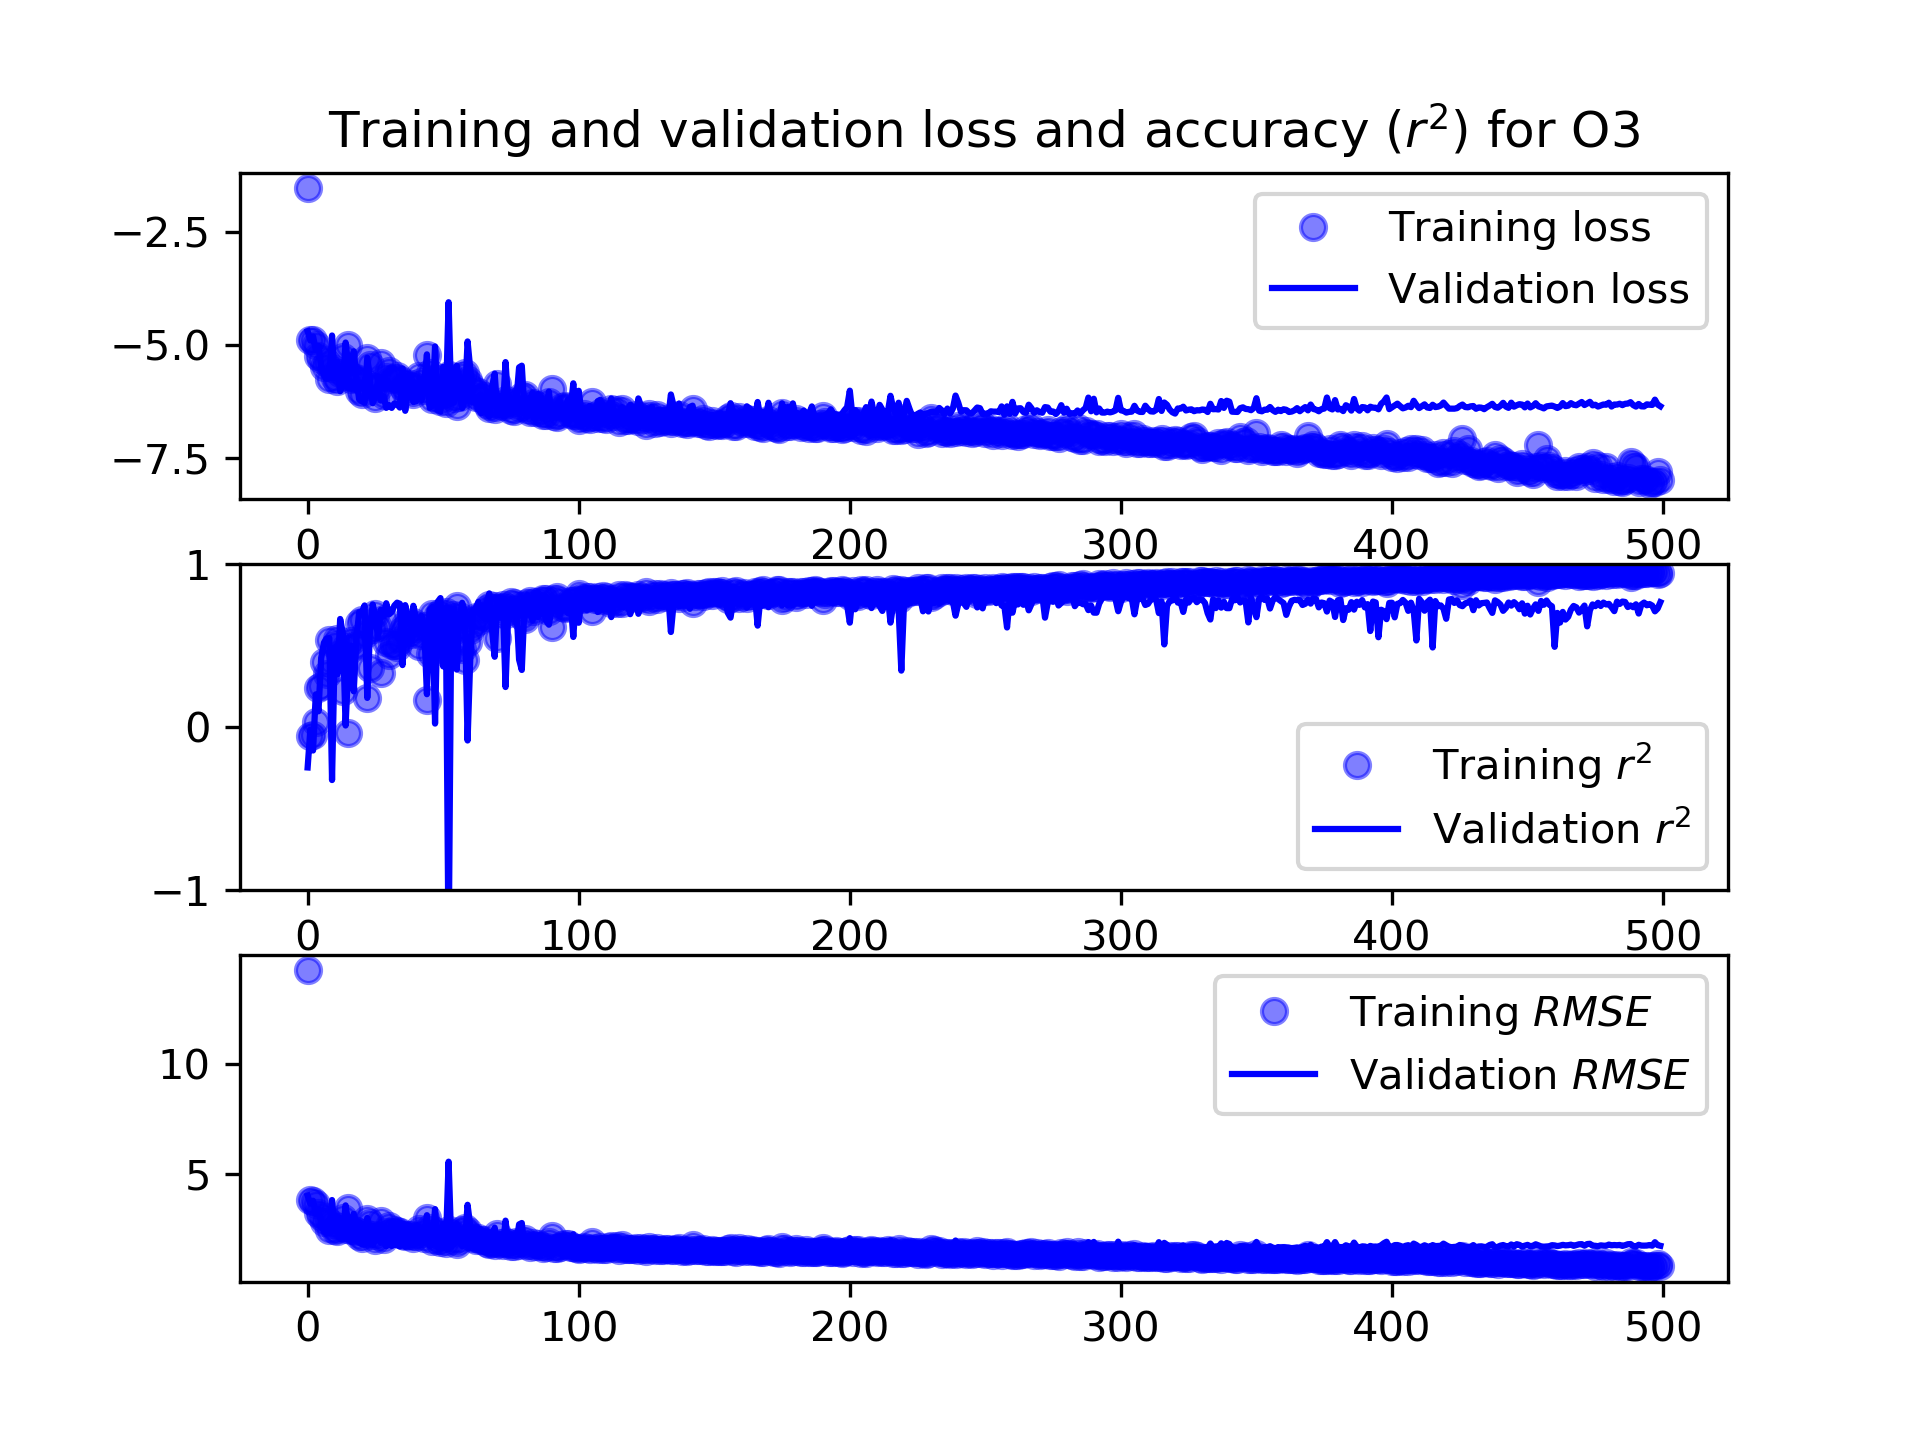 Training and validation loss and accuracy (r²) for O3
−2.5
−5.0
−7.5
Training loss
Validation loss
0 100 200 300 400 500
1
0
−1
Training r²
Validation r²
0 100 200 300 400 500
10
5
Training RMSE
Validation RMSE
0 100 200 300 400 500